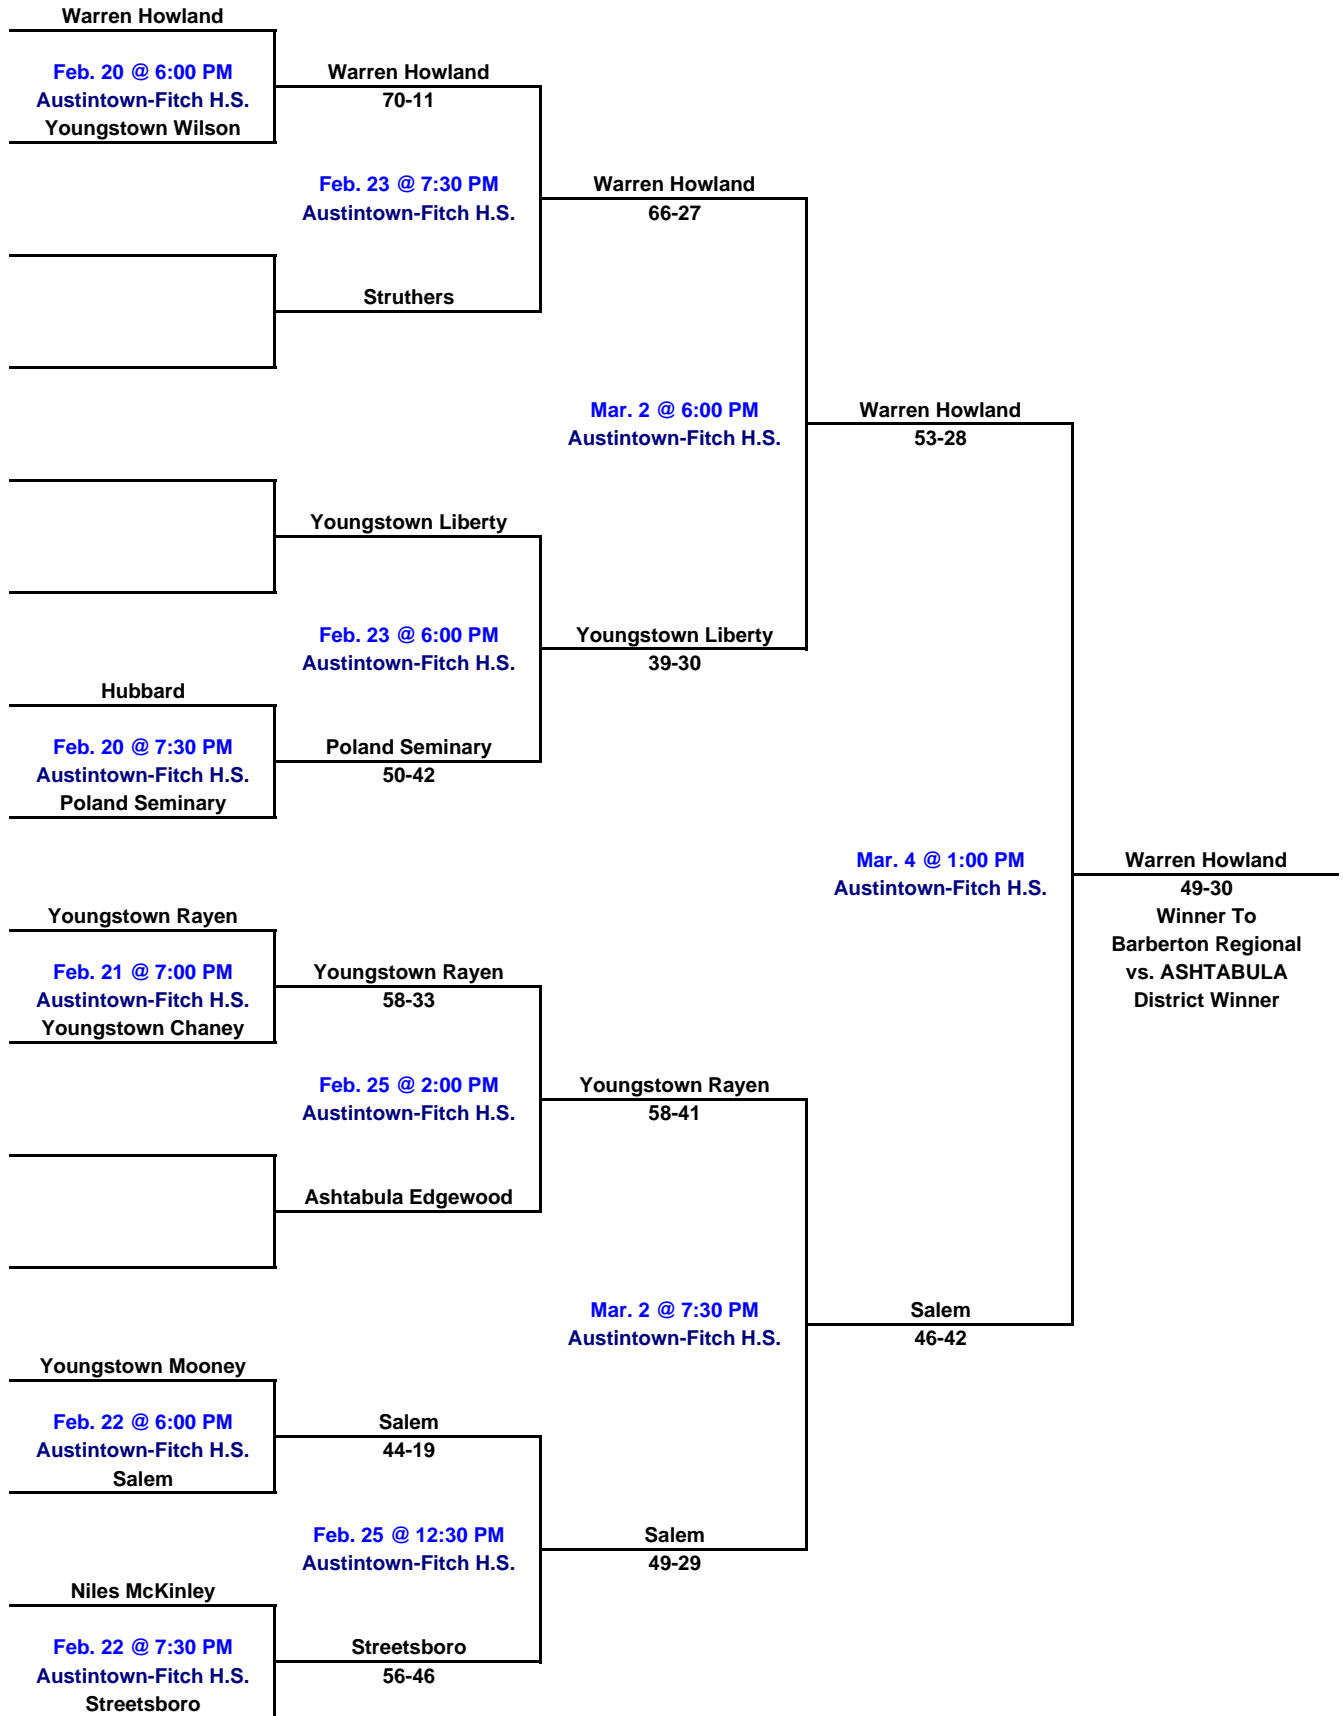 Warren Howland
Feb. 20 @ 6:00 PM
Warren Howland
Austintown-Fitch H.S.
70-11
Youngstown Wilson
Feb. 23 @ 7:30 PM
Warren Howland
Austintown-Fitch H.S.
66-27
Struthers
Mar. 2 @ 6:00 PM
Warren Howland
Austintown-Fitch H.S.
53-28
Youngstown Liberty
Feb. 23 @ 6:00 PM
Youngstown Liberty
Austintown-Fitch H.S.
39-30
Hubbard
Feb. 20 @ 7:30 PM
Poland Seminary
Austintown-Fitch H.S.
50-42
Poland Seminary
Mar. 4 @ 1:00 PM
Warren Howland
Austintown-Fitch H.S.
49-30
Youngstown Rayen
Winner To
Barberton Regional
Feb. 21 @ 7:00 PM
Youngstown Rayen
vs. ASHTABULA
Austintown-Fitch H.S.
58-33
District Winner
Youngstown Chaney
Feb. 25 @ 2:00 PM
Youngstown Rayen
Austintown-Fitch H.S.
58-41
Ashtabula Edgewood
Mar. 2 @ 7:30 PM
Salem
Austintown-Fitch H.S.
46-42
Youngstown Mooney
Feb. 22 @ 6:00 PM
Salem
Austintown-Fitch H.S.
44-19
Salem
Feb. 25 @ 12:30 PM
Salem
Austintown-Fitch H.S.
49-29
Niles McKinley
Feb. 22 @ 7:30 PM
Streetsboro
Austintown-Fitch H.S.
56-46
Streetsboro